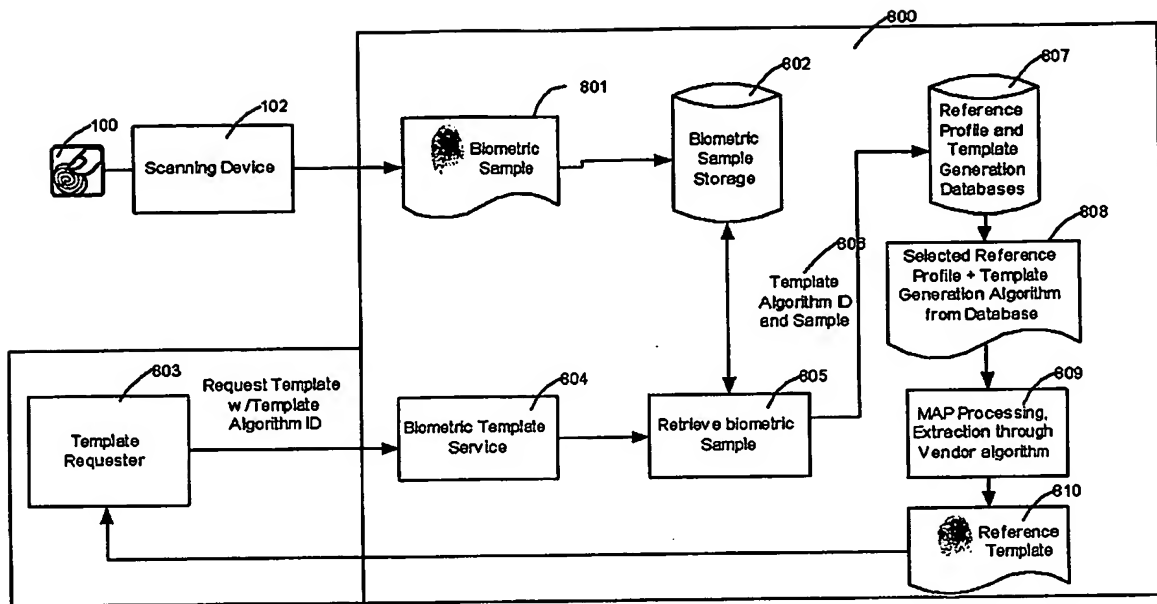 800
807
802
801
102
100
Reference
Profile and
Template
Generation
Databases
Scanning Device
Biometric
Sample
Biometric
Sample
Storage
808
Selected Reference
Profile + Template
Generation Algorithm
from Database
Template
Algorithm ID
and Sample
803
Request Template
w /Template
Algorithm ID
804
805
809
Template
Requester
Biometric Template
Service
Retrieve biometric
Sample
MAP Processing,
Extraction through
Vendor algorithm
810
Reference
Template